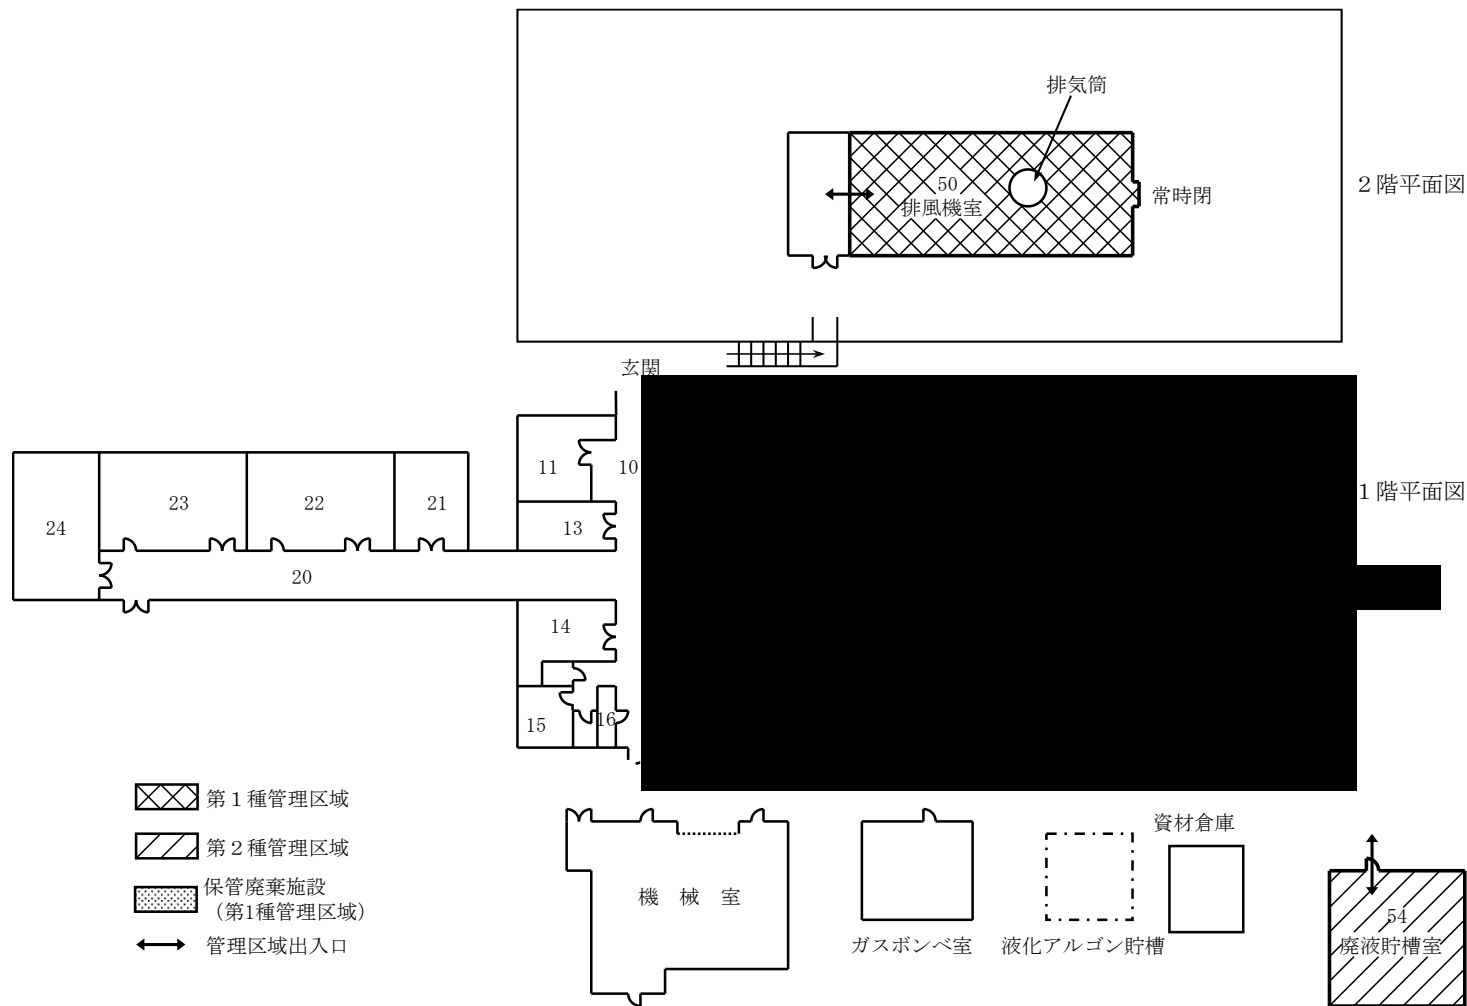 排気筒
50
排風機室
常時閉
２階平面図
玄関
11
10
１階平面図
24
23
22
21
13
20
14
15
16
第１種管理区域
第２種管理区域
保管廃棄施設
（第1種管理区域）
管理区域出入口
機　械　室
ガスボンベ室
液化アルゴン貯槽
資材倉庫
54
廃液貯槽室